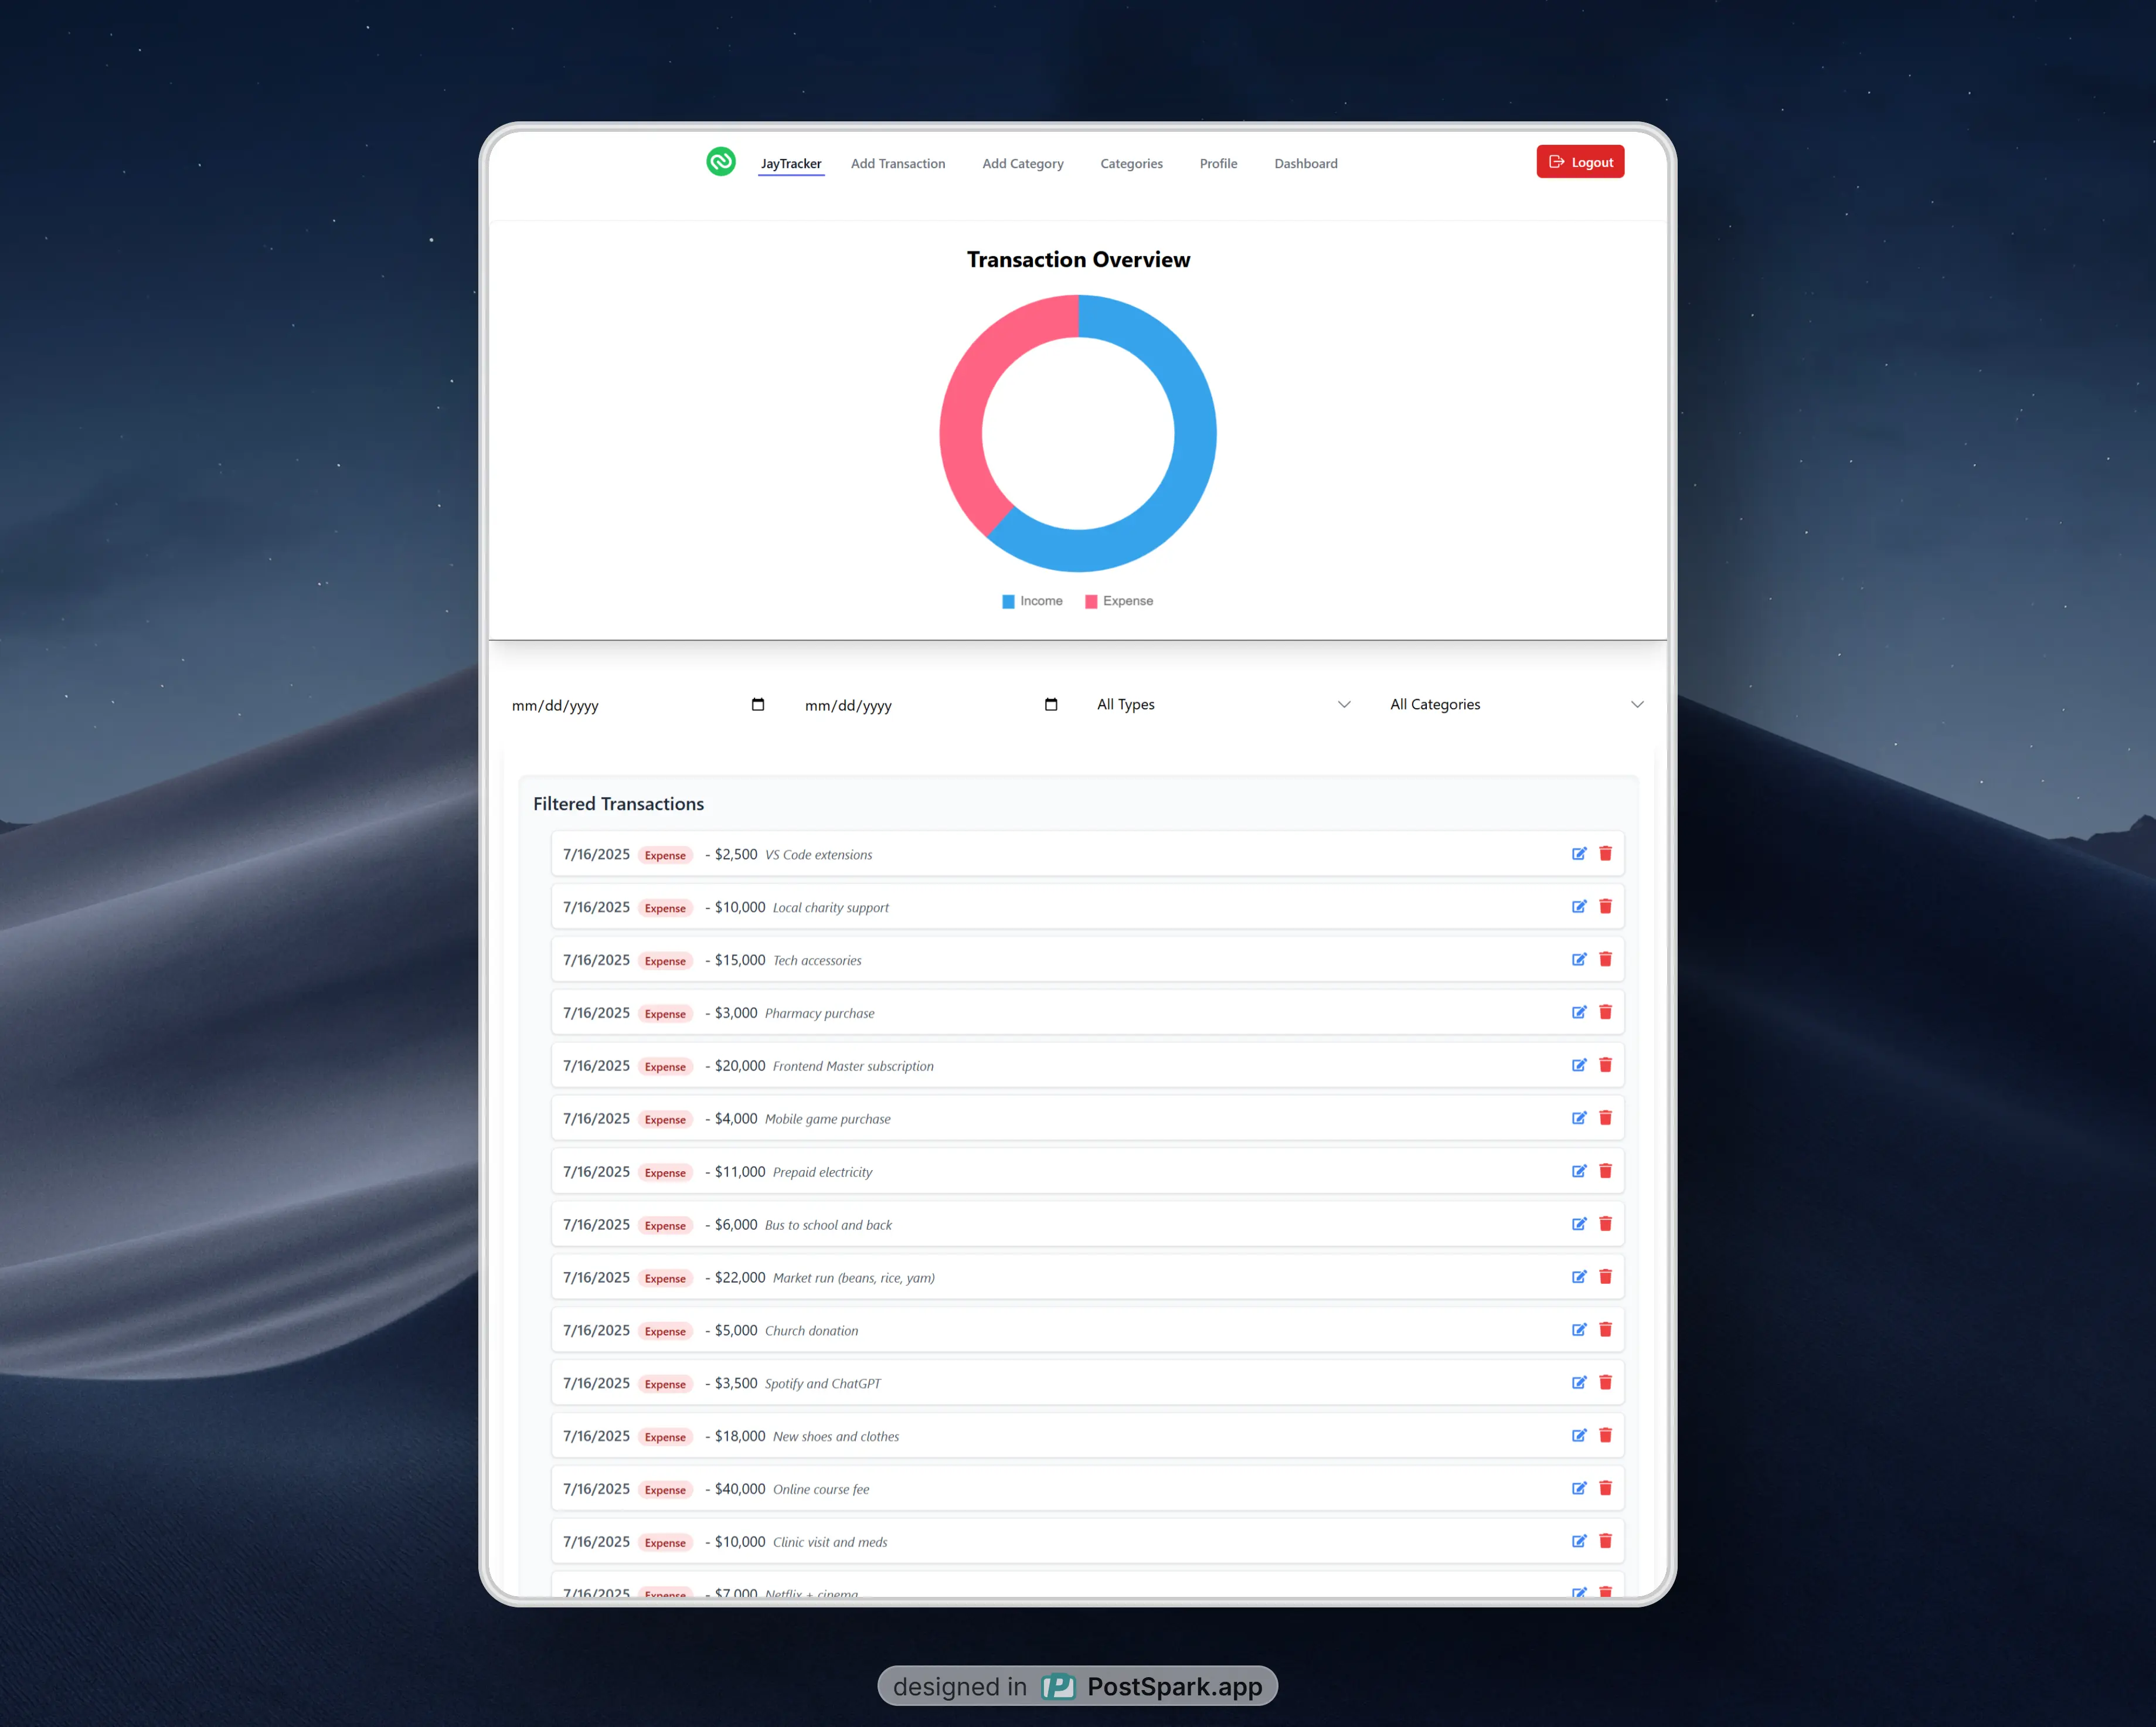 JayTracker Add Transaction Add Category Categories Profile Dashboard Logout
Transaction Overview
Income Expense
mm/dd/yyyy mm/dd/yyyy All Types All Categories
Filtered Transactions
7/16/2025 Expense - $2,500 VS Code extensions
7/16/2025 Expense - $10,000 Local charity support
7/16/2025 Expense - $15,000 Tech accessories
7/16/2025 Expense - $3,000 Pharmacy purchase
7/16/2025 Expense - $20,000 Frontend Master subscription
7/16/2025 Expense - $4,000 Mobile game purchase
7/16/2025 Expense - $11,000 Prepaid electricity
7/16/2025 Expense - $6,000 Bus to school and back
7/16/2025 Expense - $22,000 Market run (beans, rice, yam)
7/16/2025 Expense - $5,000 Church donation
7/16/2025 Expense - $3,500 Spotify and ChatGPT
7/16/2025 Expense - $18,000 New shoes and clothes
7/16/2025 Expense - $40,000 Online course fee
7/16/2025 Expense - $10,000 Clinic visit and meds
7/16/2025 Expense - $7,000 Netflix + cinema
designed in PostSpark.app